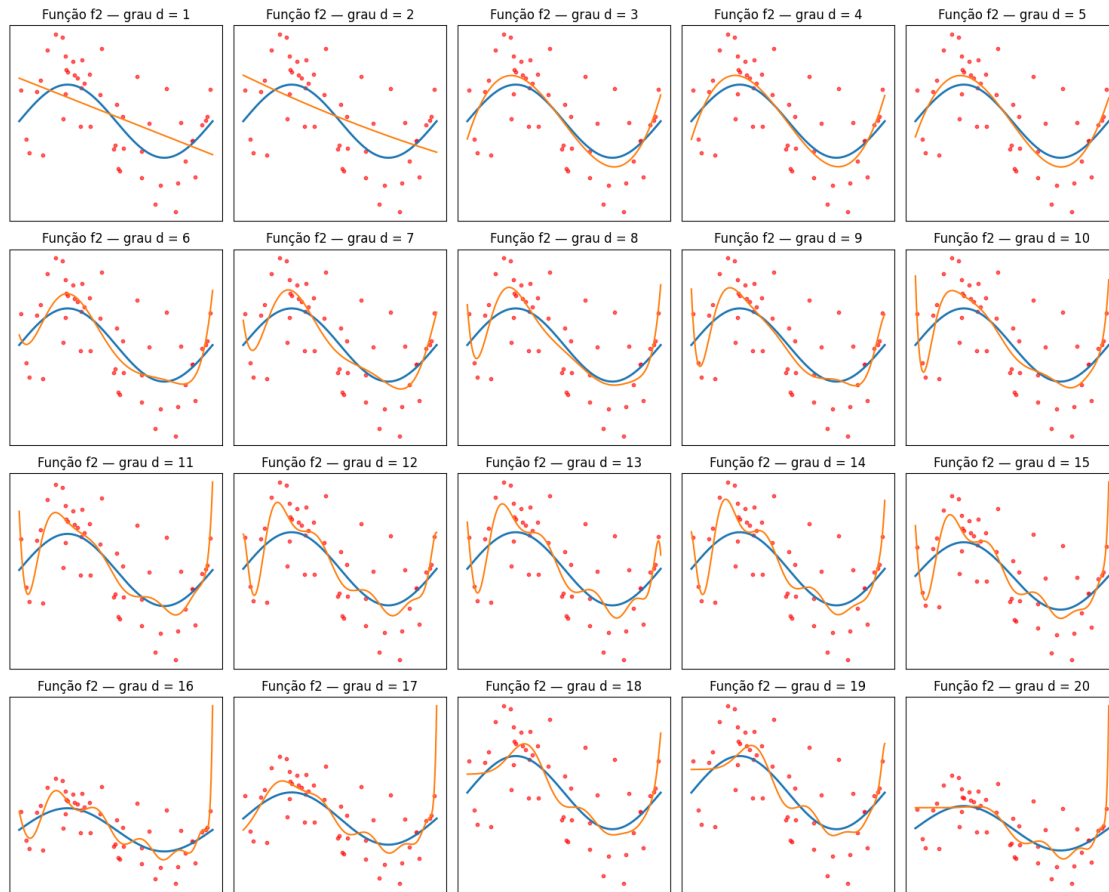 Função f2 — grau d = 1
Função f2 — grau d = 2
Função f2 — grau d = 3
Função f2 — grau d = 4
Função f2 — grau d = 5
Função f2 — grau d = 6
Função f2 — grau d = 7
Função f2 — grau d = 8
Função f2 — grau d = 9
Função f2 — grau d = 10
Função f2 — grau d = 11
Função f2 — grau d = 12
Função f2 — grau d = 13
Função f2 — grau d = 14
Função f2 — grau d = 15
Função f2 — grau d = 16
Função f2 — grau d = 17
Função f2 — grau d = 18
Função f2 — grau d = 19
Função f2 — grau d = 20